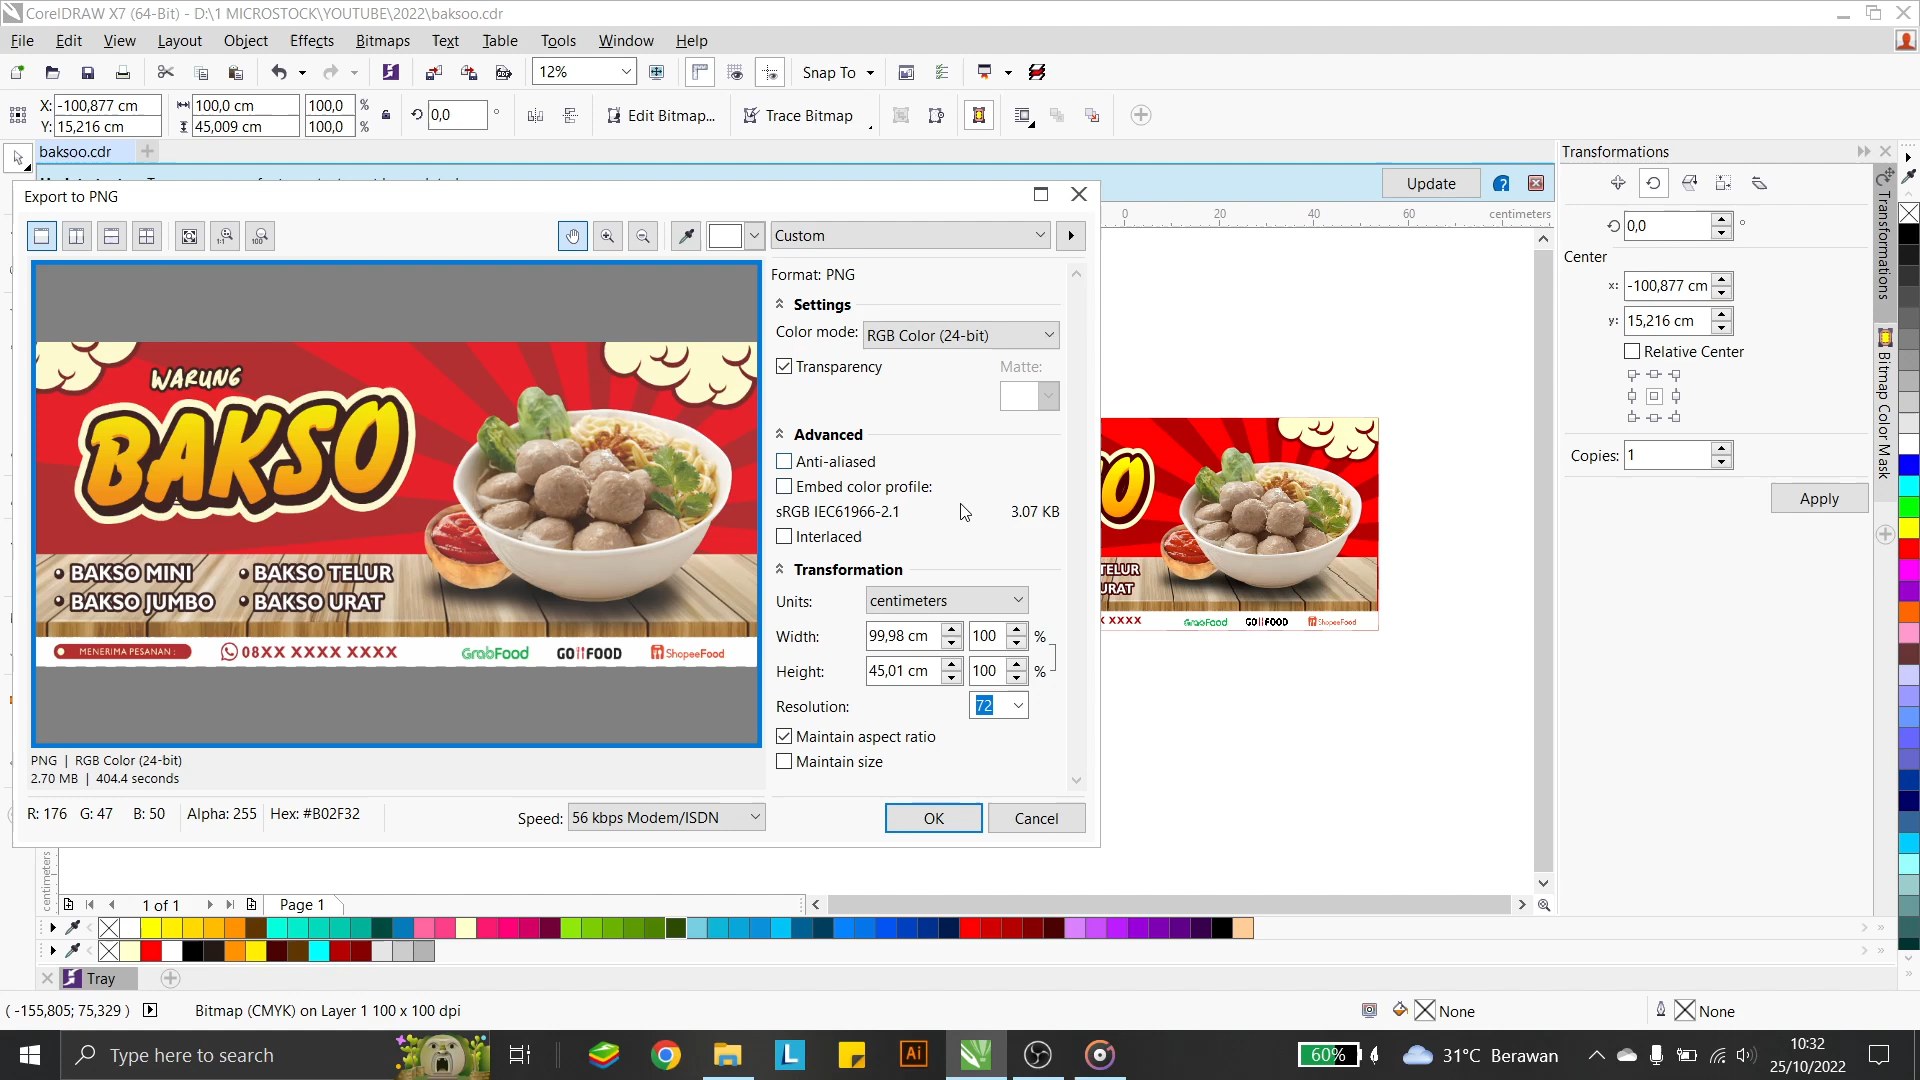 CorelDRAW X7 (64-Bit) - D:\1 MICROSTOCK\YOUTUBE\2022\baksoo.cdr
File Edit View Layout Object Effects Bitmaps Text Table Tools Window Help
12% Snap To
X: -100,877 cm 100,0 cm 100,0 %
Y: 15,216 cm 45,009 cm 100,0 %
0,0 °
Edit Bitmap... Trace Bitmap
baksoo.cdr
Transformations
Update
Export to PNG
0 20 40 60 centimeters
Custom
Format: PNG
Settings
Color mode: RGB Color (24-bit)
Transparency Matte:
Advanced
Anti-aliased
Embed color profile:
sRGB IEC61966-2.1 3.07 KB
Interlaced
Transformation
Units: centimeters
Width: 99,98 cm 100 %
Height: 45,01 cm 100 %
Resolution: 72
Maintain aspect ratio
Maintain size
WARUNG
BAKSO
• BAKSO MINI • BAKSO TELUR
• BAKSO JUMBO • BAKSO URAT
MENERIMA PESANAN : 08XX XXXX XXXX GrabFood GOFOOD ShopeeFood
PNG | RGB Color (24-bit)
2.70 MB | 404.4 seconds
R: 176 G: 47 B: 50 Alpha: 255 Hex: #B02F32
Speed: 56 kbps Modem/ISDN OK Cancel
O
TELUR
URAT
XXXX GrabFood GOFOOD ShopeeFood
0,0 °
Center
x: -100,877 cm
y: 15,216 cm
Relative Center
Copies: 1
Apply
Transformations
Bitmap Color Mask
centimeters
1 of 1 Page 1
Tray
( -155,805; 75,329 ) Bitmap (CMYK) on Layer 1 100 x 100 dpi None None
Type here to search
L
Ai
60% 31°C Berawan 10:32
25/10/2022